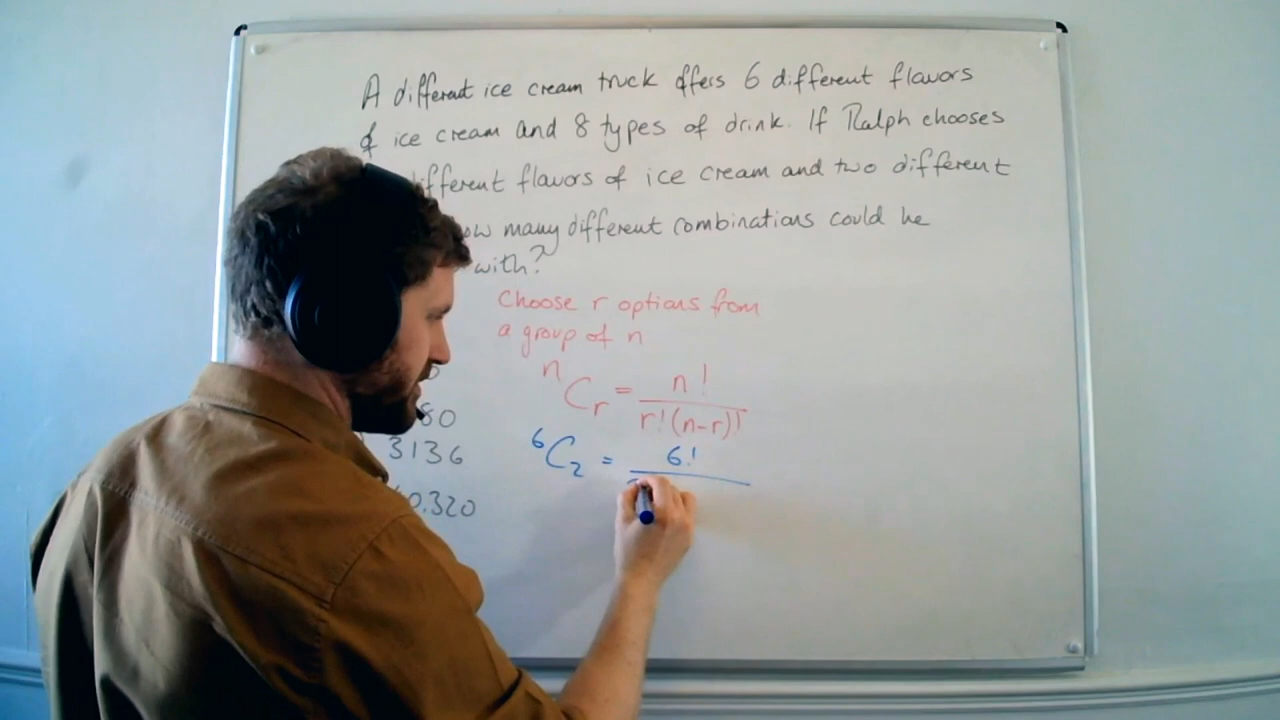 A different ice cream truck offers 6 different flavors
of ice cream and 8 types of drink. If Ralph chooses
different flavors of ice cream and two different
how many different combinations could he
with?
Choose r options from
a group of n
nCr = n! / r!(n-r)!
80
3136
6C2 = 6!
0,320